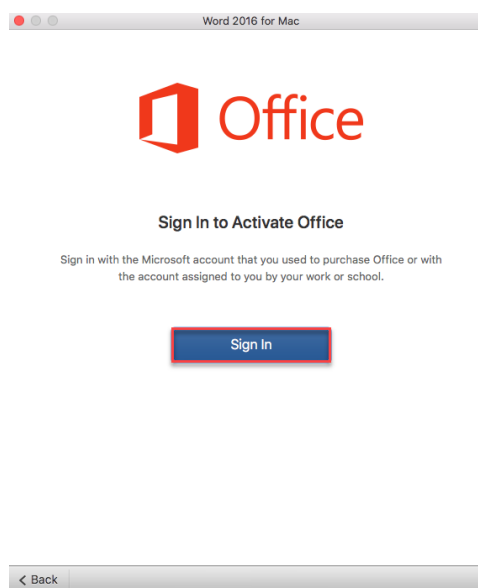 Word 2016 for Mac
Office
Sign In to Activate Office
Sign in with the Microsoft account that you used to purchase Office or with
the account assigned to you by your work or school.
Sign In
< Back